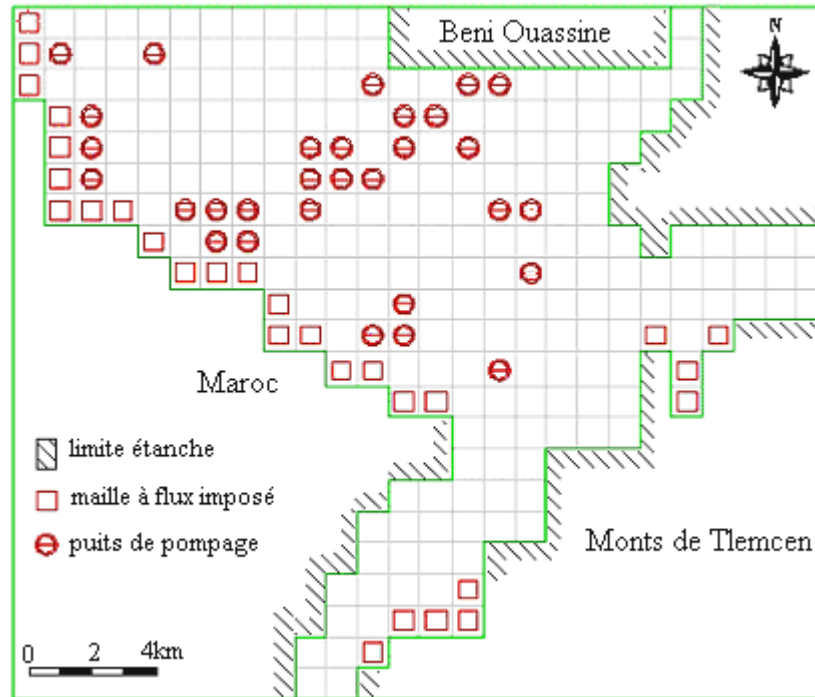 Beni Ouassine
Maroc
limite étanche
maille à flux imposé
puits de pompage
Monts de Tlemcen
0 2 4km